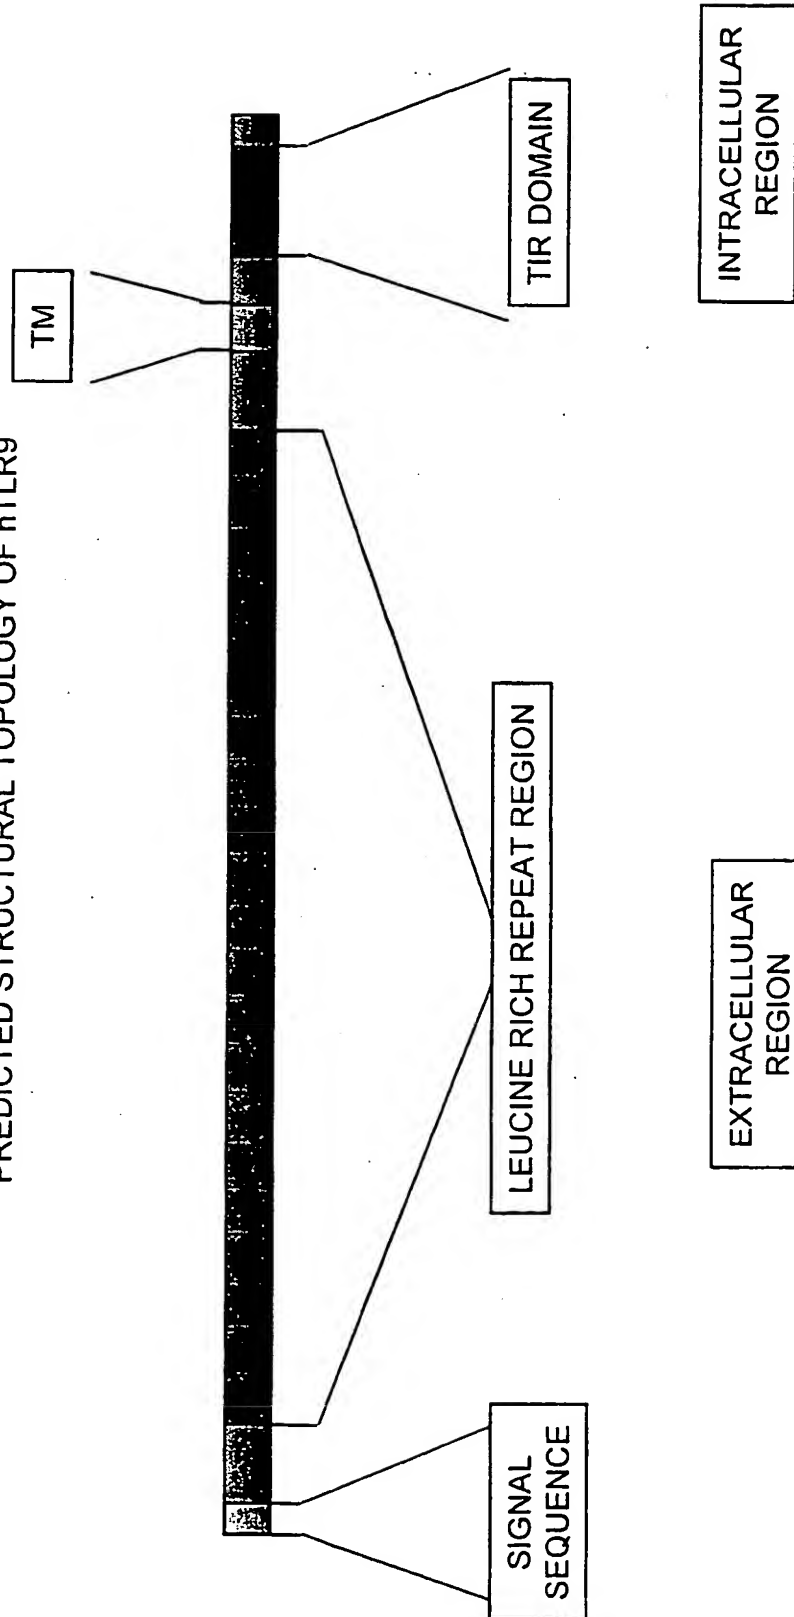 PREDICTED STRUCTURAL TOPOLOGY OF hTLR9
TM
SIGNAL
SEQUENCE
LEUCINE RICH REPEAT REGION
TIR DOMAIN
EXTRACELLULAR
REGION
INTRACELLULAR
REGION